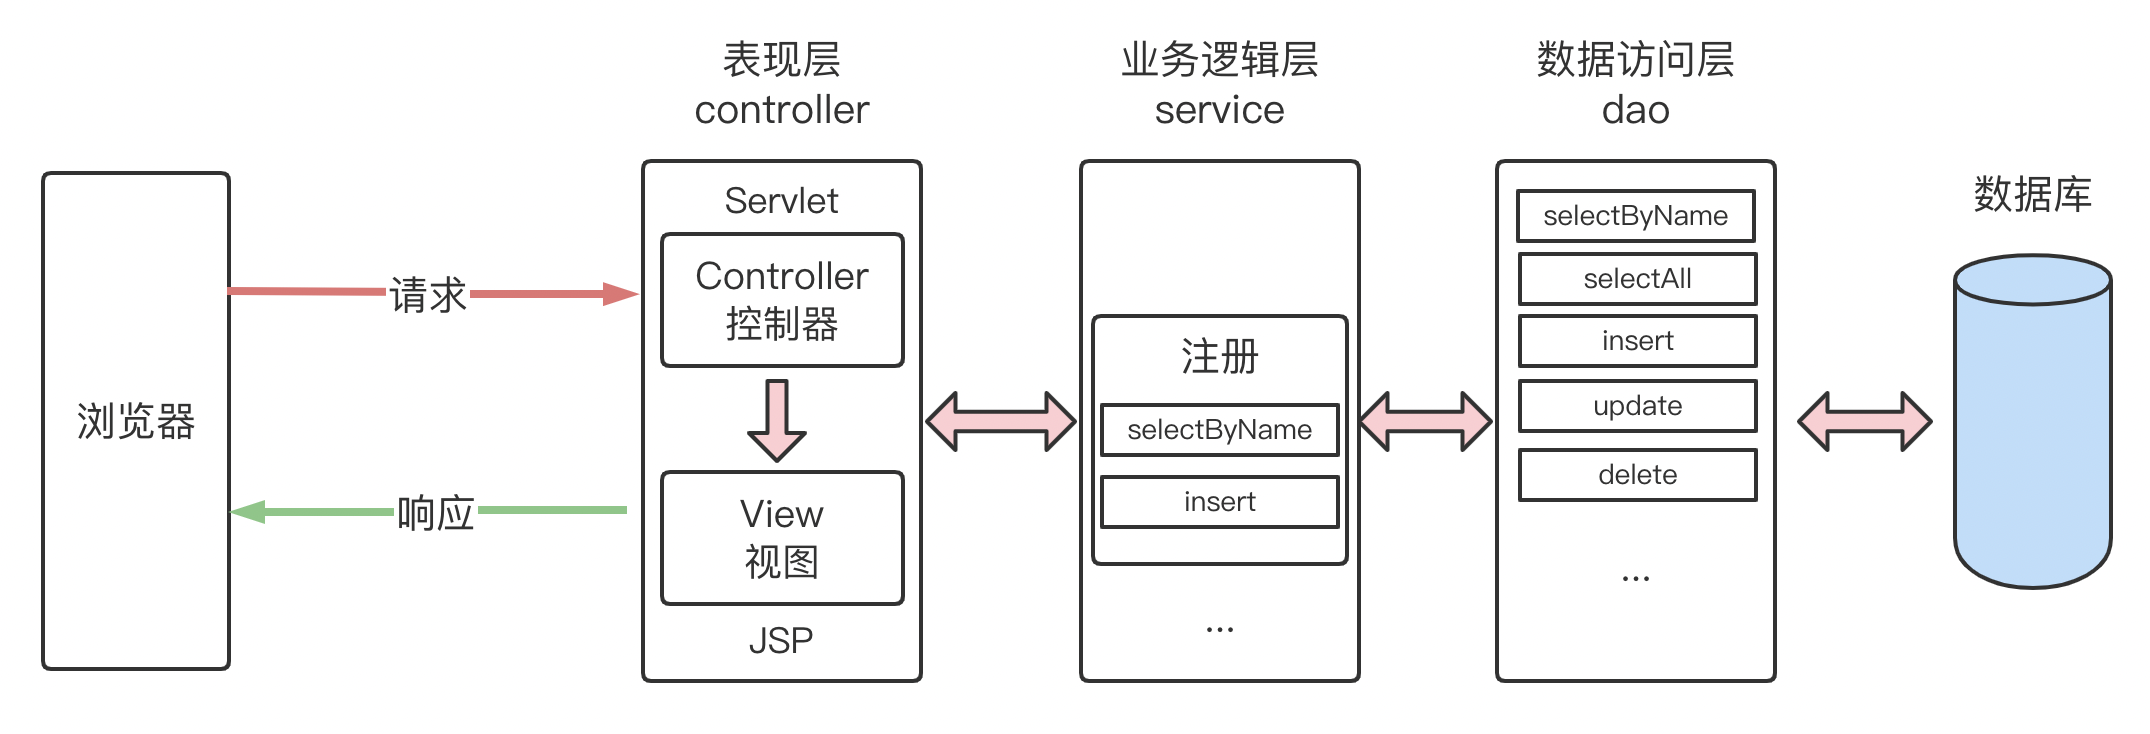 表现层
controller
业务逻辑层
service
数据访问层
dao
浏览器
请求
响应
Servlet
Controller
控制器
View
视图
JSP
注册
selectByName
insert
...
selectByName
selectAll
insert
update
delete
...
数据库